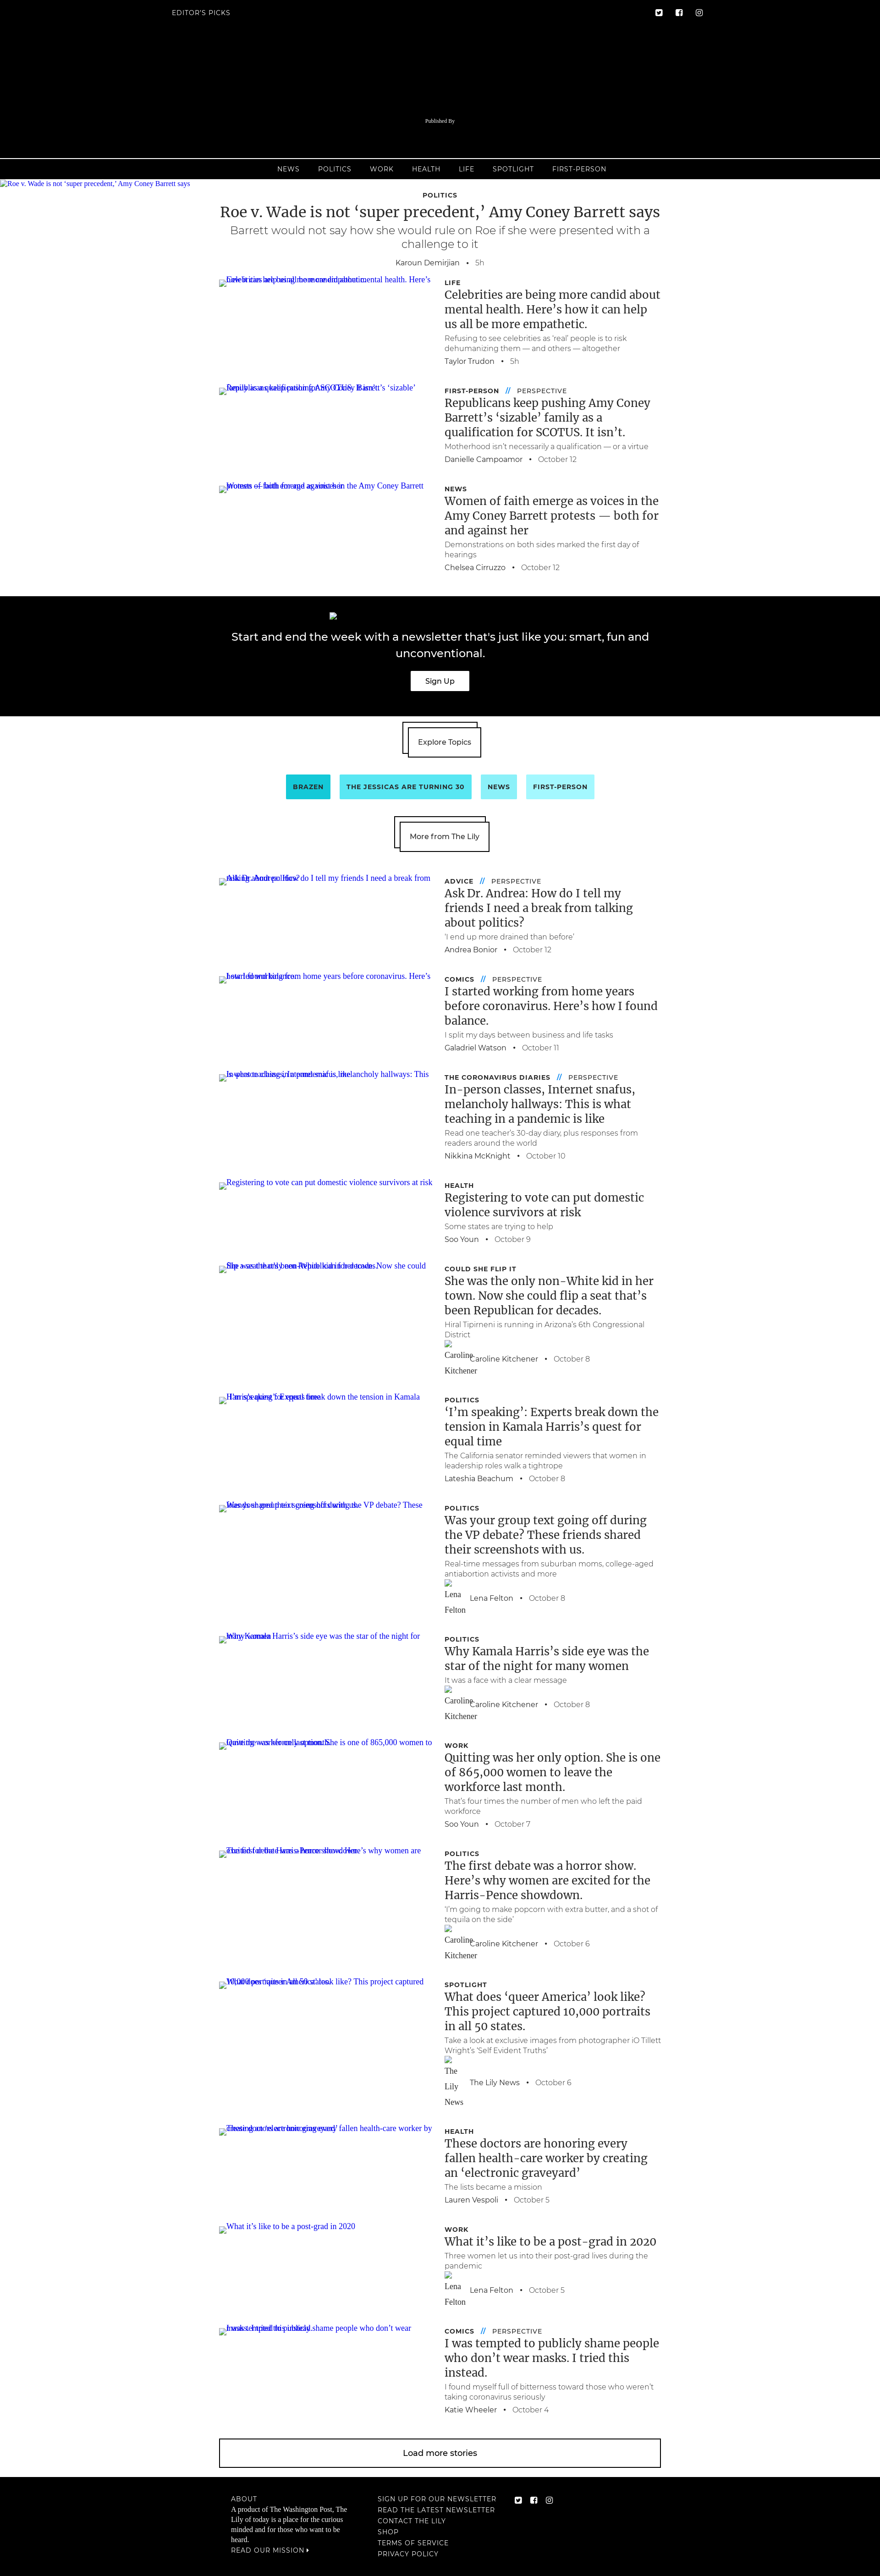 EDITOR'S PICKS
Published By
NEWS POLITICS WORK HEALTH LIFE SPOTLIGHT FIRST-PERSON
Roe v. Wade is not ‘super precedent,’ Amy Coney Barrett says
POLITICS
Roe v. Wade is not ‘super precedent,’ Amy Coney Barrett says
Barrett would not say how she would rule on Roe if she were presented with a
challenge to it
Karoun Demirjian • 5h
LIFE
Celebrities are being more candid about
mental health. Here’s how it can help
us all be more empathetic.
Refusing to see celebrities as ‘real’ people is to risk
dehumanizing them — and others — altogether
Taylor Trudon • 5h
FIRST-PERSON // PERSPECTIVE
Republicans keep pushing Amy Coney
Barrett’s ‘sizable’ family as a
qualification for SCOTUS. It isn’t.
Motherhood isn’t necessarily a qualification — or a virtue
Danielle Campoamor • October 12
NEWS
Women of faith emerge as voices in the
Amy Coney Barrett protests — both for
and against her
Demonstrations on both sides marked the first day of
hearings
Chelsea Cirruzzo • October 12
Start and end the week with a newsletter that's just like you: smart, fun and
unconventional.
Sign Up
Explore Topics
BRAZEN THE JESSICAS ARE TURNING 30 NEWS FIRST-PERSON
More from The Lily
ADVICE // PERSPECTIVE
Ask Dr. Andrea: How do I tell my
friends I need a break from talking
about politics?
‘I end up more drained than before’
Andrea Bonior • October 12
COMICS // PERSPECTIVE
I started working from home years
before coronavirus. Here’s how I found
balance.
I split my days between business and life tasks
Galadriel Watson • October 11
THE CORONAVIRUS DIARIES // PERSPECTIVE
In-person classes, Internet snafus,
melancholy hallways: This is what
teaching in a pandemic is like
Read one teacher’s 30-day diary, plus responses from
readers around the world
Nikkina McKnight • October 10
Registering to vote can put domestic violence survivors at risk
HEALTH
Registering to vote can put domestic
violence survivors at risk
Some states are trying to help
Soo Youn • October 9
COULD SHE FLIP IT
She was the only non-White kid in her
town. Now she could flip a seat that’s
been Republican for decades.
Hiral Tipirneni is running in Arizona’s 6th Congressional
District
Caroline
Kitchener
Caroline Kitchener • October 8
POLITICS
‘I’m speaking’: Experts break down the
tension in Kamala Harris’s quest for
equal time
The California senator reminded viewers that women in
leadership roles walk a tightrope
Lateshia Beachum • October 8
POLITICS
Was your group text going off during
the VP debate? These friends shared
their screenshots with us.
Real-time messages from suburban moms, college-aged
antiabortion activists and more
Lena
Felton
Lena Felton • October 8
POLITICS
Why Kamala Harris’s side eye was the
star of the night for many women
It was a face with a clear message
Caroline
Kitchener
Caroline Kitchener • October 8
WORK
Quitting was her only option. She is one
of 865,000 women to leave the
workforce last month.
That’s four times the number of men who left the paid
workforce
Soo Youn • October 7
POLITICS
The first debate was a horror show.
Here’s why women are excited for the
Harris-Pence showdown.
‘I’m going to make popcorn with extra butter, and a shot of
tequila on the side’
Caroline
Kitchener
Caroline Kitchener • October 6
SPOTLIGHT
What does ‘queer America’ look like?
This project captured 10,000 portraits
in all 50 states.
Take a look at exclusive images from photographer iO Tillett
Wright’s ‘Self Evident Truths’
The
Lily
News
The Lily News • October 6
HEALTH
These doctors are honoring every
fallen health-care worker by creating
an ‘electronic graveyard’
The lists became a mission
Lauren Vespoli • October 5
What it’s like to be a post-grad in 2020
WORK
What it’s like to be a post-grad in 2020
Three women let us into their post-grad lives during the
pandemic
Lena
Felton
Lena Felton • October 5
COMICS // PERSPECTIVE
I was tempted to publicly shame people
who don’t wear masks. I tried this
instead.
I found myself full of bitterness toward those who weren’t
taking coronavirus seriously
Katie Wheeler • October 4
Load more stories
ABOUT
A product of The Washington Post, The
Lily of today is a place for the curious
minded and for those who want to be
heard.
READ OUR MISSION
SIGN UP FOR OUR NEWSLETTER
READ THE LATEST NEWSLETTER
CONTACT THE LILY
SHOP
TERMS OF SERVICE
PRIVACY POLICY